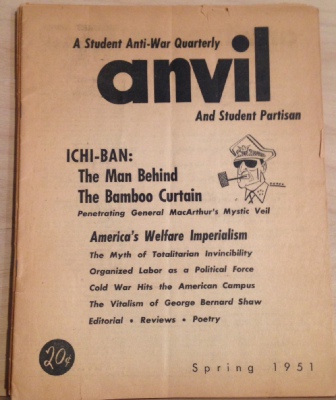 A Student Anti-War Quarterly
anvil
And Student Partisan
ICHI-BAN:
The Man Behind
The Bamboo Curtain
Penetrating General MacArthur's Mystic Veil
America's Welfare Imperialism
The Myth of Totalitarian Invincibility
Organized Labor as a Political Force
Cold War Hits the American Campus
The Vitalism of George Bernard Shaw
Editorial • Reviews • Poetry
20¢
Spring 1951